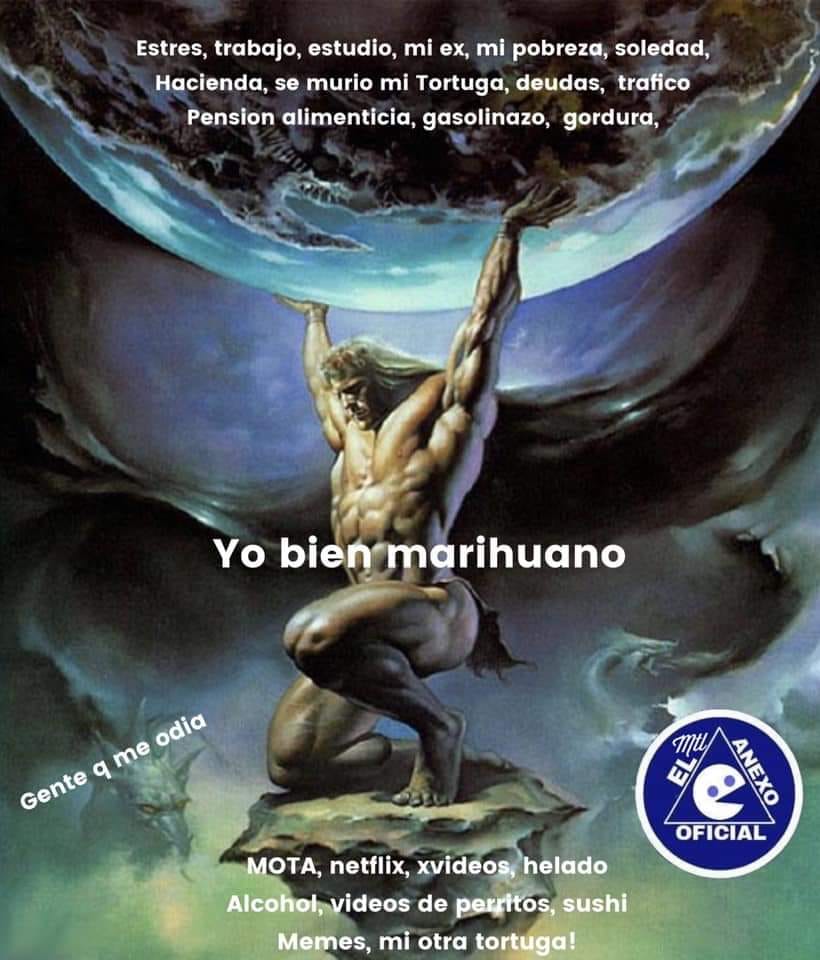 Estres, trabajo, estudio, mi ex, mi pobreza, soledad,
Hacienda, se murio mi Tortuga, deudas, trafico
Pension alimenticia, gasolinazo, gordura,
Yo bien marihuano
Gente q me odia
Mtl
EL ANEXO
OFICIAL
MOTA, netflix, xvideos, helado
Alcohol, videos de perritos, sushi
Memes, mi otra tortuga!